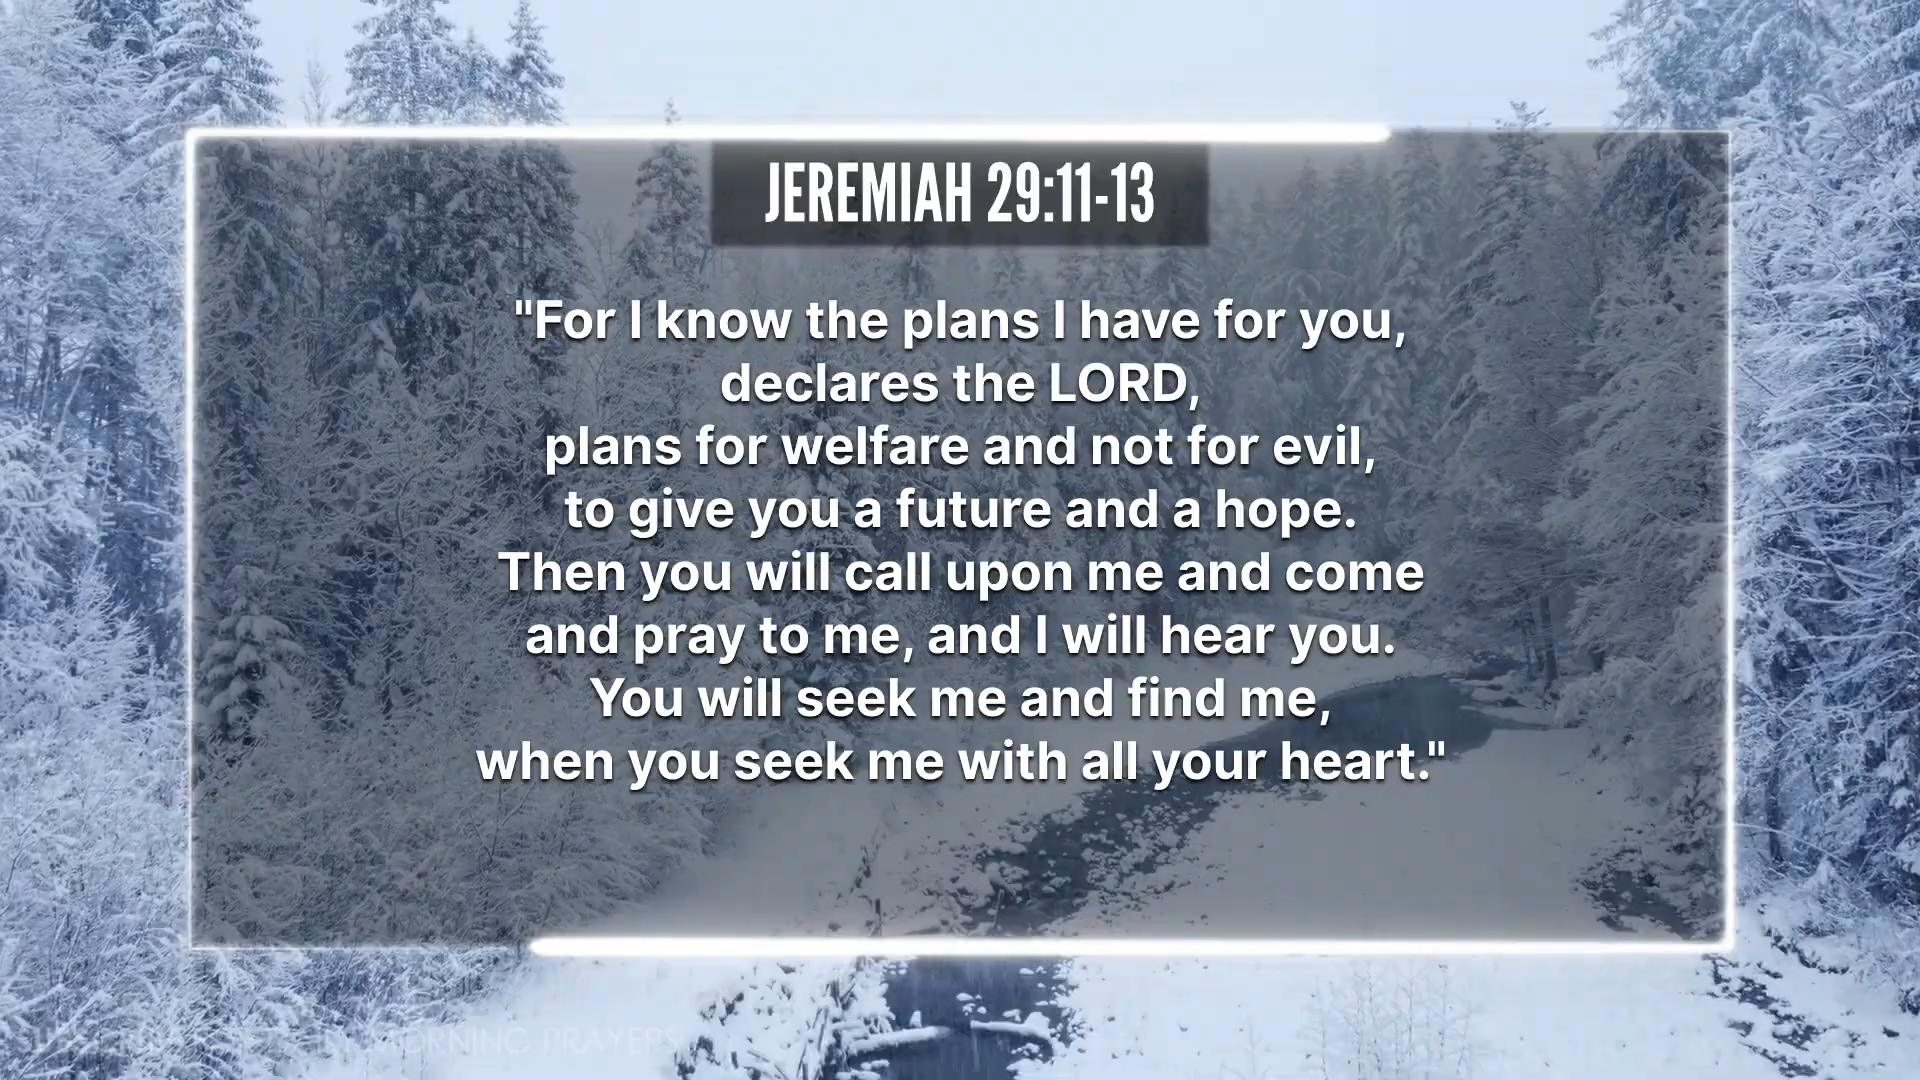 JEREMIAH 29:11-13
"For I know the plans I have for you,
declares the LORD,
plans for welfare and not for evil,
to give you a future and a hope.
Then you will call upon me and come
and pray to me, and I will hear you.
You will seek me and find me,
when you seek me with all your heart."
MORNING PRAYERS